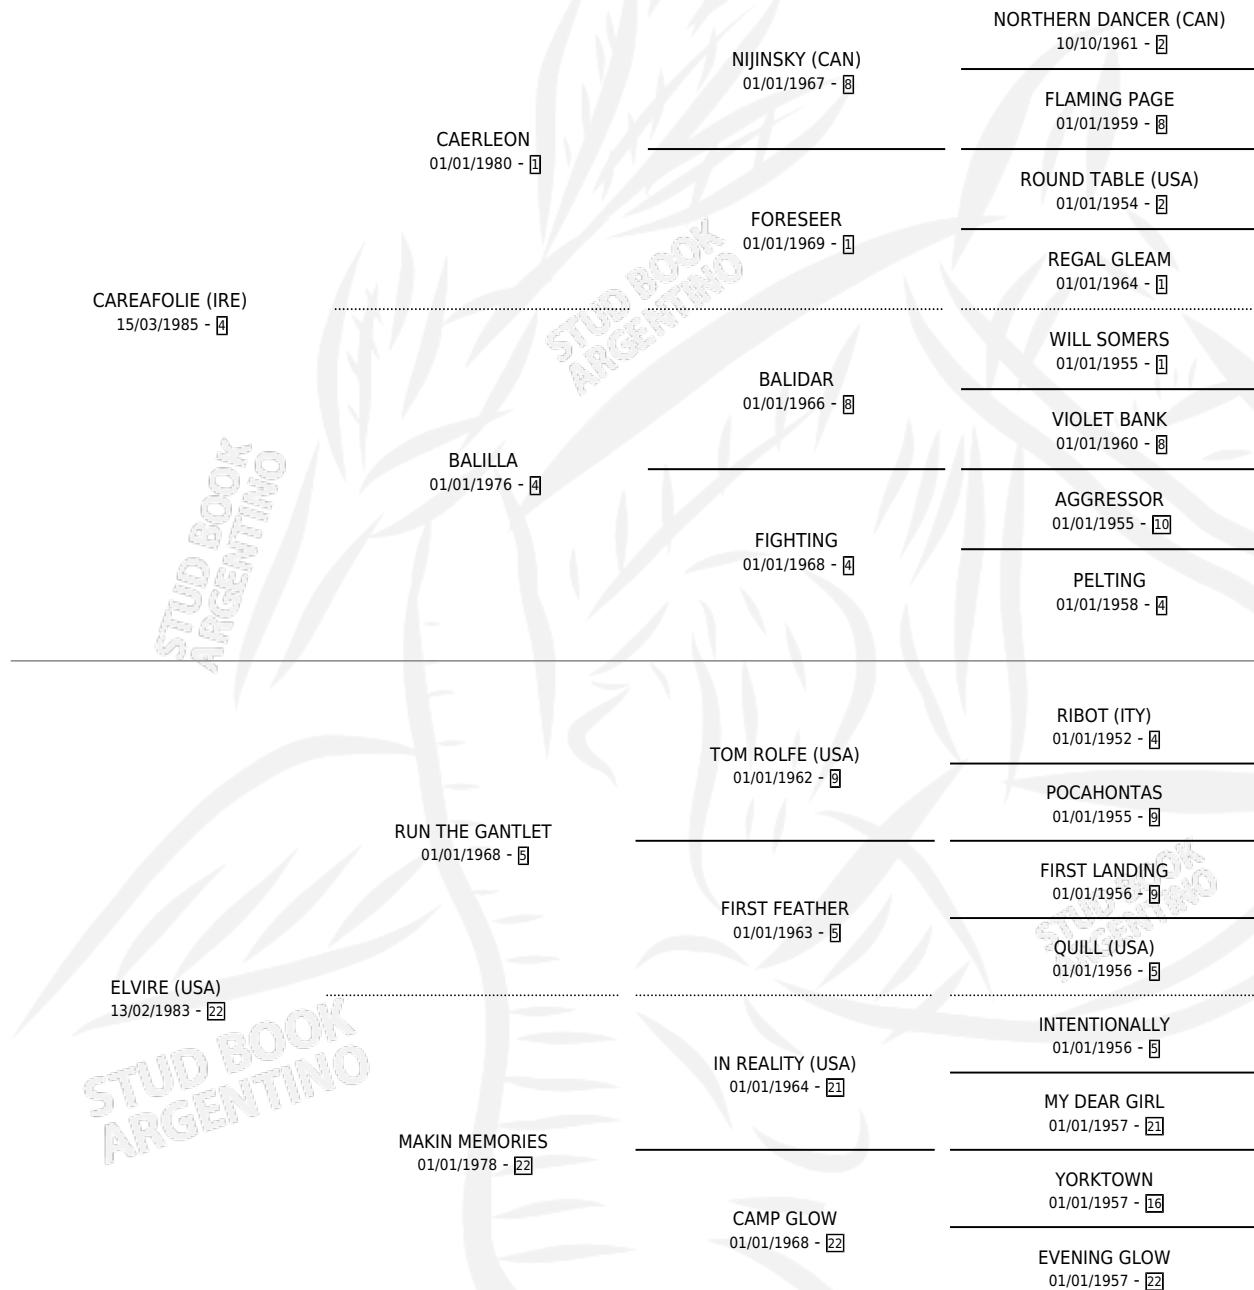 NORTHERN DANCER (CAN)
10/10/1961 - 2
NIJINSKY (CAN)
01/01/1967 - 8
FLAMING PAGE
01/01/1959 - 8
CAERLEON
01/01/1980 - 1
ROUND TABLE (USA)
01/01/1954 - 2
FORESEER
01/01/1969 - 1
REGAL GLEAM
01/01/1964 - 1
CAREAFOLIE (IRE)
15/03/1985 - 4
STUD BOOK
ARGENTINO
WILL SOMERS
01/01/1955 - 1
BALIDAR
01/01/1966 - 8
VIOLET BANK
01/01/1960 - 8
BALILLA
01/01/1976 - 4
AGGRESSOR
01/01/1955 - 10
FIGHTING
01/01/1968 - 4
PELTING
01/01/1958 - 4
STUD BOOK
ARGENTINO
RIBOT (ITY)
01/01/1952 - 4
TOM ROLFE (USA)
01/01/1962 - 9
POCAHONTAS
01/01/1955 - 9
RUN THE GANTLET
01/01/1968 - 5
FIRST LANDING
01/01/1956 - 9
FIRST FEATHER
01/01/1963 - 5
QUILL (USA)
01/01/1956 - 5
STUD BOOK
ARGENTINO
ELVIRE (USA)
13/02/1983 - 22
STUD BOOK
ARGENTINO
INTENTIONALLY
01/01/1956 - 5
IN REALITY (USA)
01/01/1964 - 21
MY DEAR GIRL
01/01/1957 - 21
MAKIN MEMORIES
01/01/1978 - 22
YORKTOWN
01/01/1957 - 16
CAMP GLOW
01/01/1968 - 22
EVENING GLOW
01/01/1957 - 22